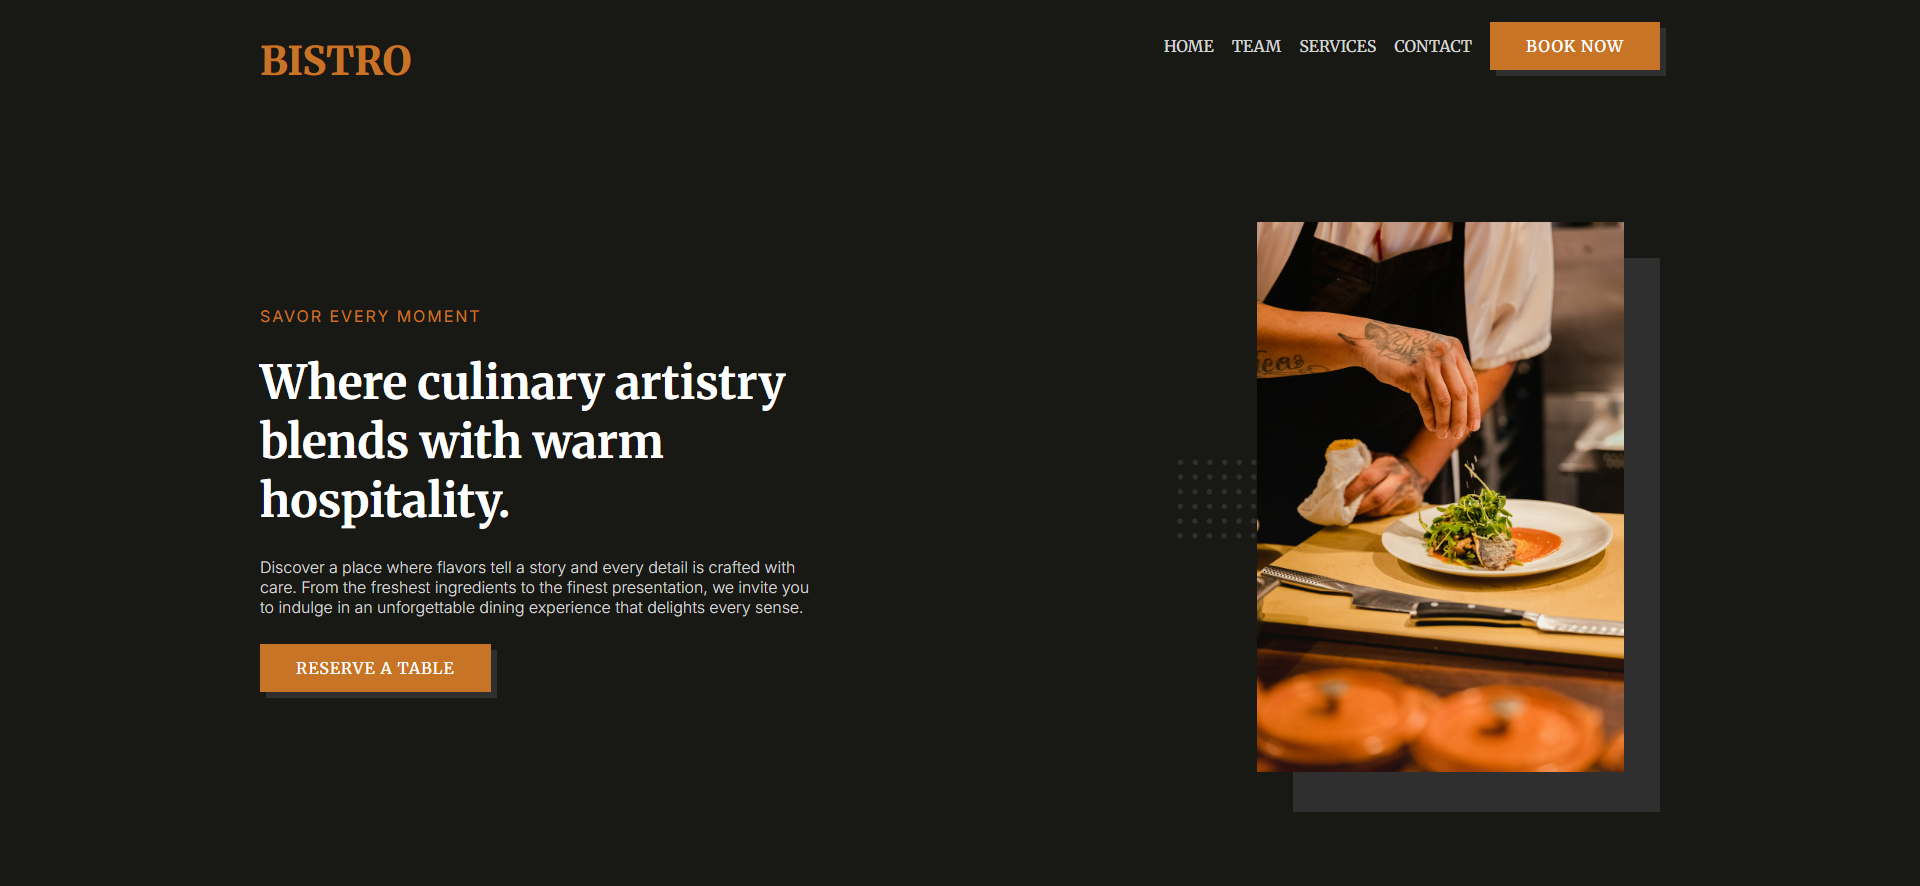 BISTRO
HOME TEAM SERVICES CONTACT BOOK NOW
SAVOR EVERY MOMENT
Where culinary artistry
blends with warm
hospitality.
Discover a place where flavors tell a story and every detail is crafted with
care. From the freshest ingredients to the finest presentation, we invite you
to indulge in an unforgettable dining experience that delights every sense.
RESERVE A TABLE